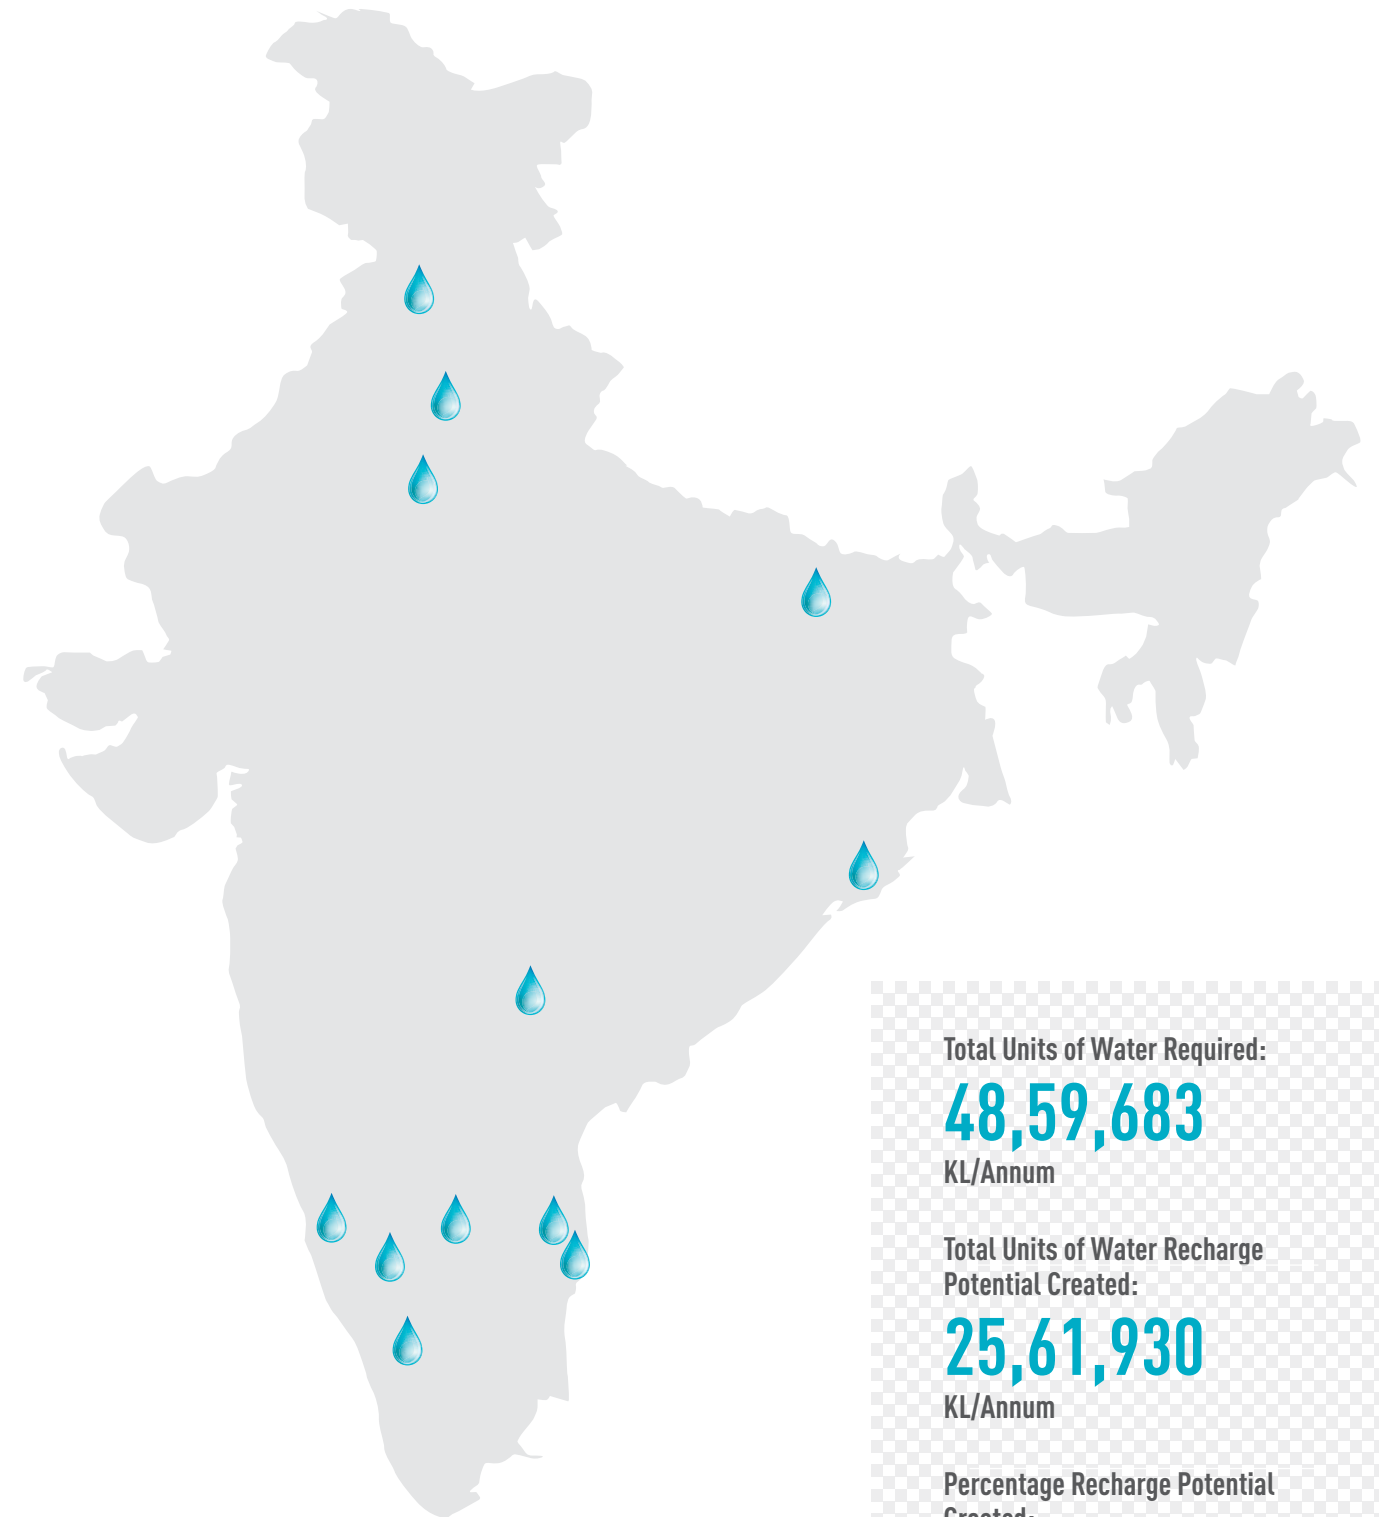 Total Units of Water Required:
48,59,683
KL/Annum
Total Units of Water Recharge
Potential Created:
25,61,930
KL/Annum
Percentage Recharge Potential
Created: